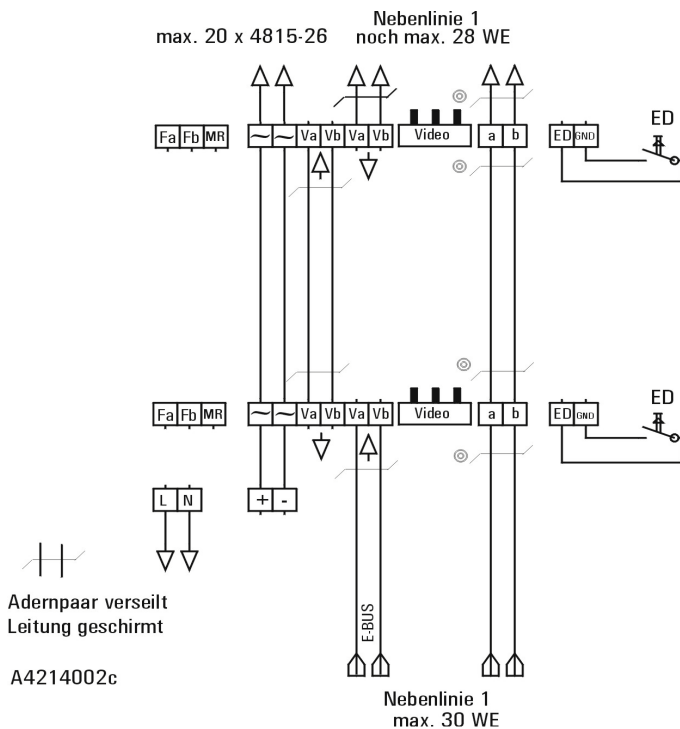 Nebenlinie 1
max. 20 x 4815-26 noch max. 28 WE
Fa Fb MR ~ ~ Va Vb Va Vb Video a b ED GND ED
Fa Fb MR ~ ~ Va Vb Va Vb Video a b ED GND ED
L N + -
Adernpaar verseilt
Leitung geschirmt
E-BUS
A4214002c
Nebenlinie 1
max. 30 WE